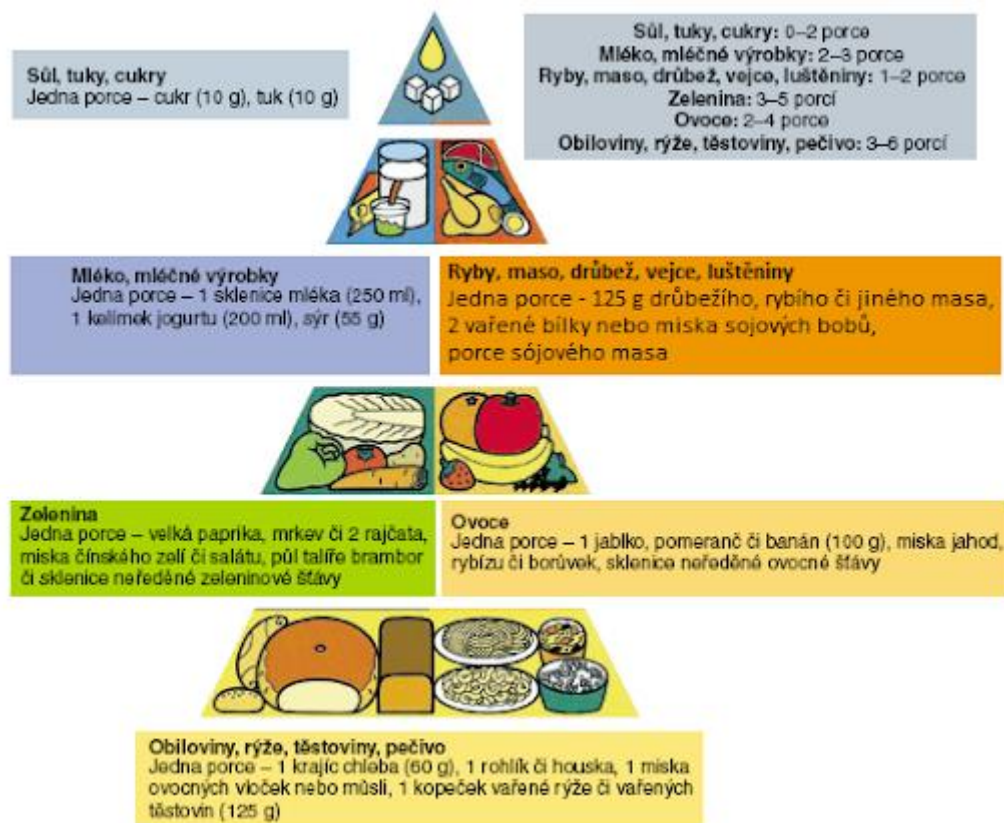 Sůl, tuky, cukry
Jedna porce – cukr (10 g), tuk (10 g)
Sůl, tuky, cukry: 0–2 porce
Mléko, mléčné výrobky: 2–3 porce
Ryby, maso, drůbež, vejce, luštěniny: 1–2 porce
Zelenina: 3–5 porcí
Ovoce: 2–4 porce
Obiloviny, rýže, těstoviny, pečivo: 3–6 porcí
Mléko, mléčné výrobky
Jedna porce – 1 sklenice mléka (250 ml),
1 kelímek jogurtu (200 ml), sýr (55 g)
Ryby, maso, drůbež, vejce, luštěniny
Jedna porce - 125 g drůbežího, rybího či jiného masa,
2 vařené bílky nebo miska sojových bobů,
porce sójového masa
Zelenina
Jedna porce – velká paprika, mrkev či 2 rajčata,
miska čínského zelí či salátu, půl talíře brambor
či sklenice neředěné zeleninové šťávy
Ovoce
Jedna porce – 1 jablko, pomeranč či banán (100 g), miska jahod,
rybízu či borůvek, sklenice neředěné ovocné šťávy
Obiloviny, rýže, těstoviny, pečivo
Jedna porce – 1 krajíc chleba (60 g), 1 rohlík či houska, 1 miska
ovocných vloček nebo műsli, 1 kopeček vařené rýže či vařených
těstovin (125 g)